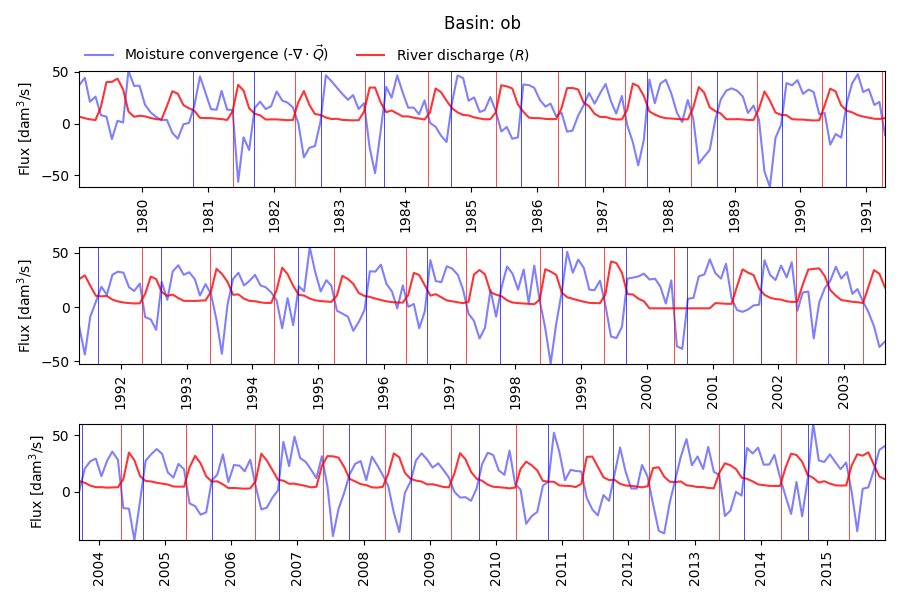 Basin: ob
Moisture convergence (-∇ · Q⃗) River discharge (R)
Flux [dam³/s]
50
0
−50
1980 1981 1982 1983 1984 1985 1986 1987 1988 1989 1990 1991
Flux [dam³/s]
50
0
−50
1992 1993 1994 1995 1996 1997 1998 1999 2000 2001 2002 2003
Flux [dam³/s]
50
0
2004 2005 2006 2007 2008 2009 2010 2011 2012 2013 2014 2015